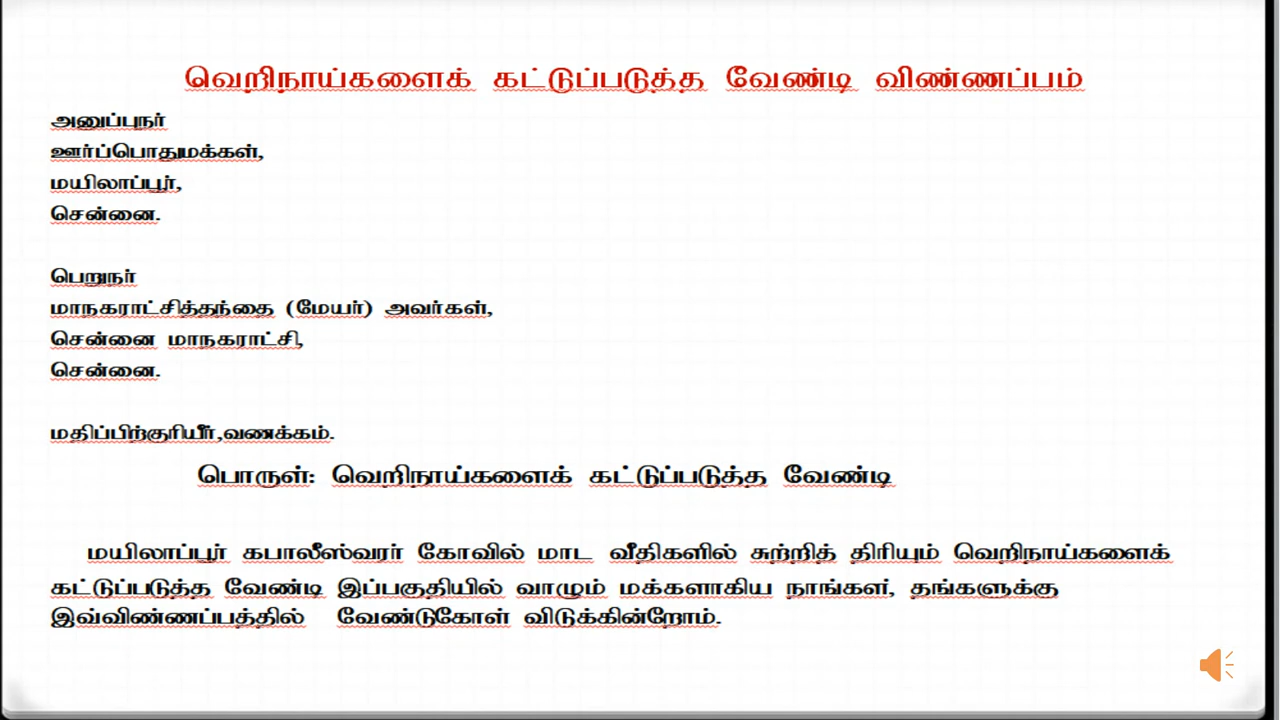 வெறிநாய்களைக் கட்டுப்படுத்த வேண்டி விண்ணப்பம்
அனுப்புநர்
ஊர்ப்பொதுமக்கள்,
மயிலாப்பூர்,
சென்னை.
பெறுநர்
மாநகராட்சித்தந்தை (மேயர்) அவர்கள்,
சென்னை மாநகராட்சி,
சென்னை.
மதிப்பிற்குரியீர்,வணக்கம்.
பொருள்: வெறிநாய்களைக் கட்டுப்படுத்த வேண்டி
மயிலாப்பூர் கபாலீஸ்வரர் கோவில் மாட வீதிகளில் சுற்றித் திரியும் வெறிநாய்களைக்
கட்டுப்படுத்த வேண்டி இப்பகுதியில் வாழும் மக்களாகிய நாங்கள், தங்களுக்கு
இவ்விண்ணப்பத்தில் வேண்டுகோள் விடுக்கின்றோம்.